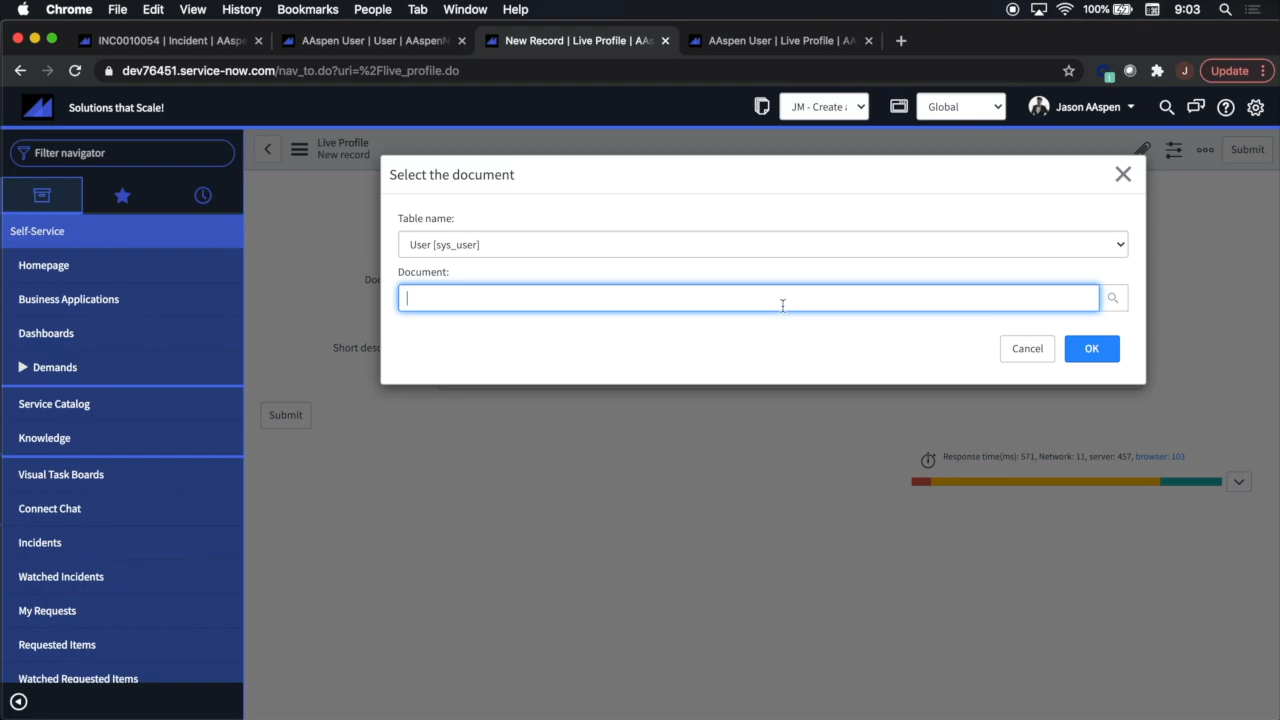 Chrome File Edit View History Bookmarks People Tab Window Help 100% 9:03
INC0010054 | Incident | AAspe
AAspen User | User | AAspenN
New Record | Live Profile | AAs
AAspen User | Live Profile | AA
dev76451.service-now.com/nav_to.do?uri=%2Flive_profile.do
J Update
Solutions that Scale!
JM - Create a
Global
Jason AAspen
Filter navigator
Live Profile
New record
Submit
Select the document
Table name:
User [sys_user]
Document:
Cancel OK
Doc
Short desc
Submit
Response time(ms): 571, Network: 11, server: 457, browser: 103
Self-Service
Homepage
Business Applications
Dashboards
Demands
Service Catalog
Knowledge
Visual Task Boards
Connect Chat
Incidents
Watched Incidents
My Requests
Requested Items
Watched Requested Items